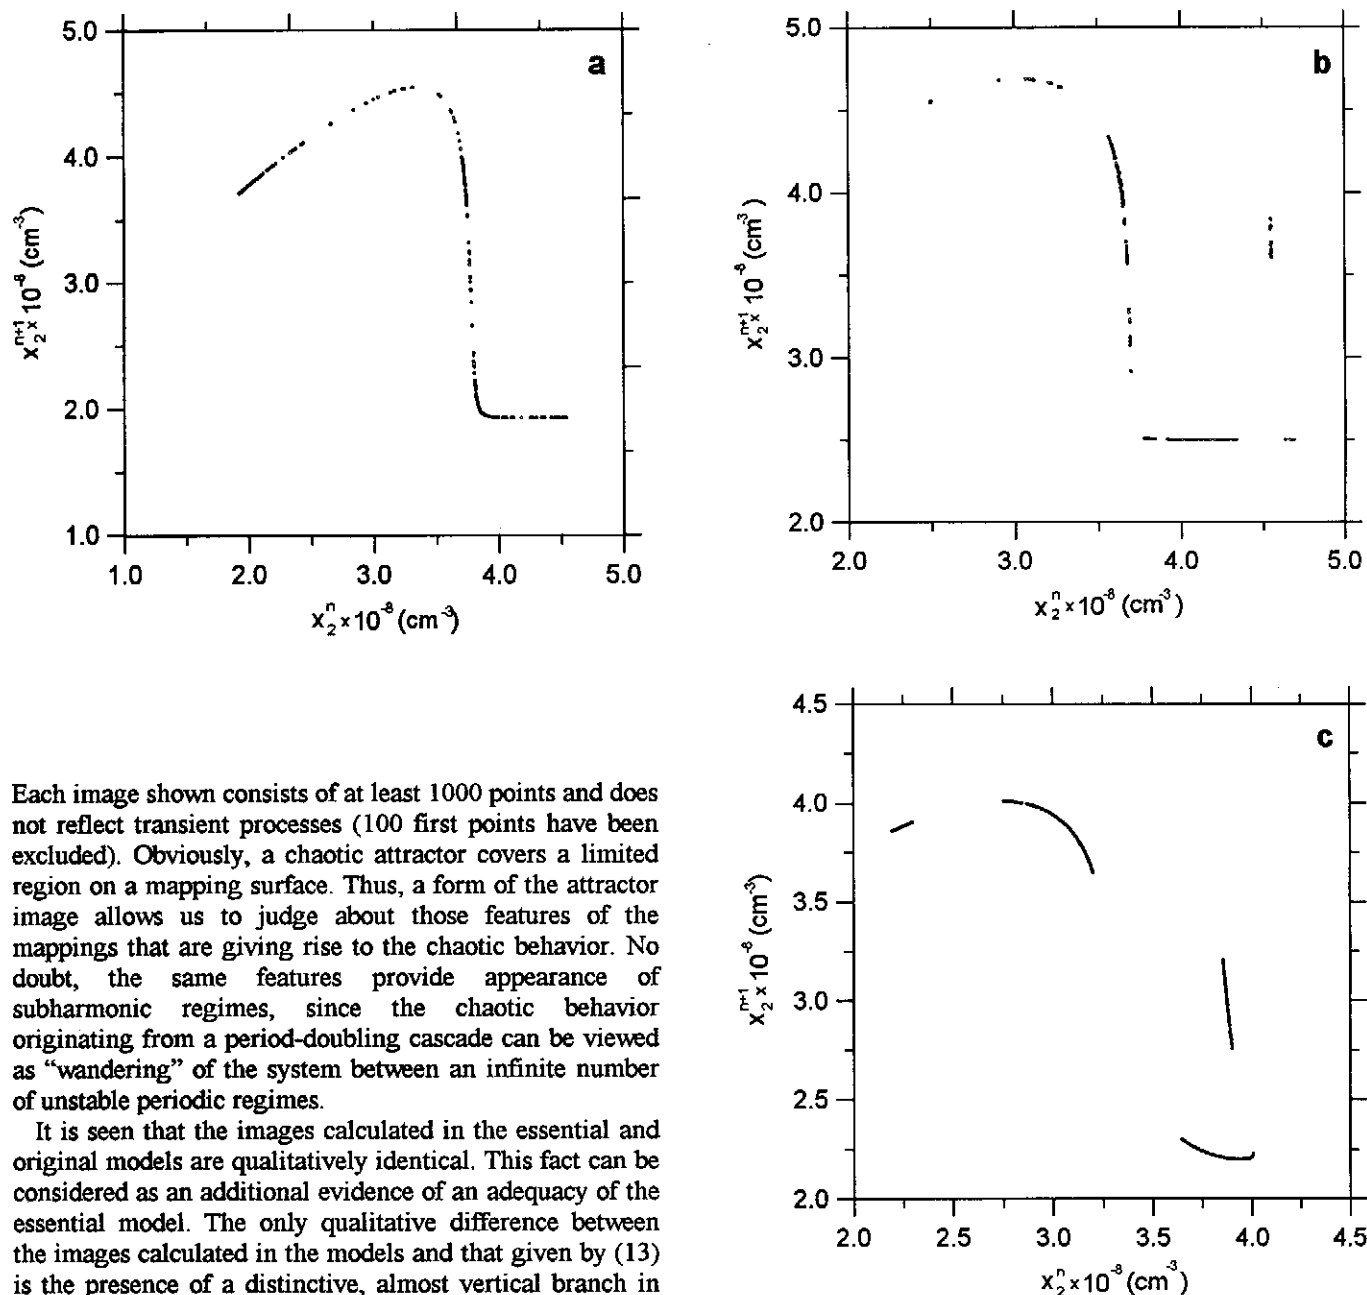 a
5.0
4.0
3.0
2.0
1.0
1.0 2.0 3.0 4.0 5.0
x₂ⁿ⁺¹ × 10⁻⁸ (cm⁻³)
x₂ⁿ × 10⁻⁸ (cm⁻³)
b
5.0
4.0
3.0
2.0
2.0 3.0 4.0 5.0
x₂ⁿ⁺¹ × 10⁻⁸ (cm⁻³)
x₂ⁿ × 10⁻⁸ (cm⁻³)
Each image shown consists of at least 1000 points and does
not reflect transient processes (100 first points have been
excluded). Obviously, a chaotic attractor covers a limited
region on a mapping surface. Thus, a form of the attractor
image allows us to judge about those features of the
mappings that are giving rise to the chaotic behavior. No
doubt, the same features provide appearance of
subharmonic regimes, since the chaotic behavior
originating from a period-doubling cascade can be viewed
as “wandering” of the system between an infinite number
of unstable periodic regimes.
It is seen that the images calculated in the essential and
original models are qualitatively identical. This fact can be
considered as an additional evidence of an adequacy of the
essential model. The only qualitative difference between
the images calculated in the models and that given by (13)
is the presence of a distinctive, almost vertical branch in
c
4.5
4.0
3.5
3.0
2.5
2.0
2.0 2.5 3.0 3.5 4.0 4.5
x₂ⁿ⁺¹ × 10⁻⁸ (cm⁻³)
x₂ⁿ × 10⁻⁸ (cm⁻³)